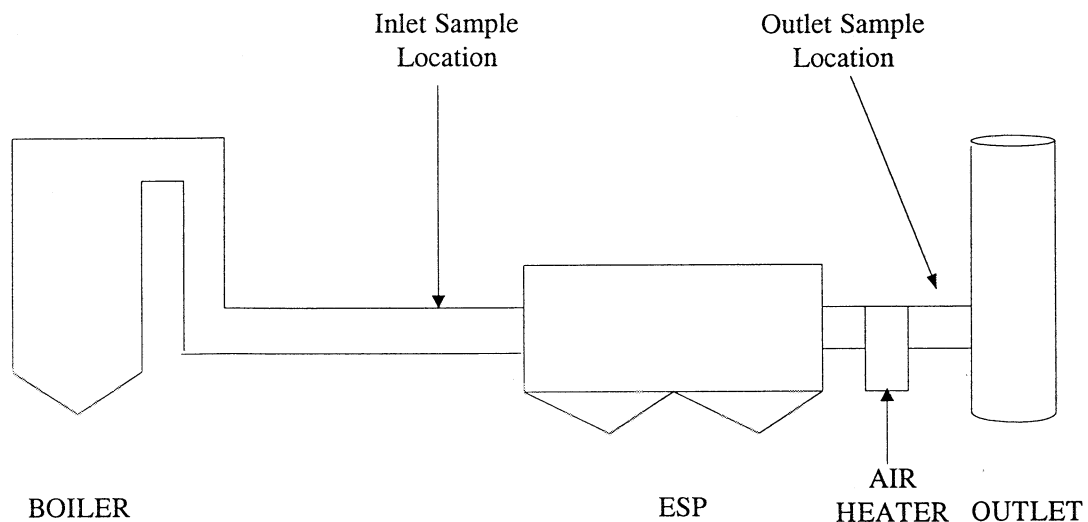 Inlet Sample
Location
Outlet Sample
Location
BOILER
ESP
AIR
HEATER
OUTLET